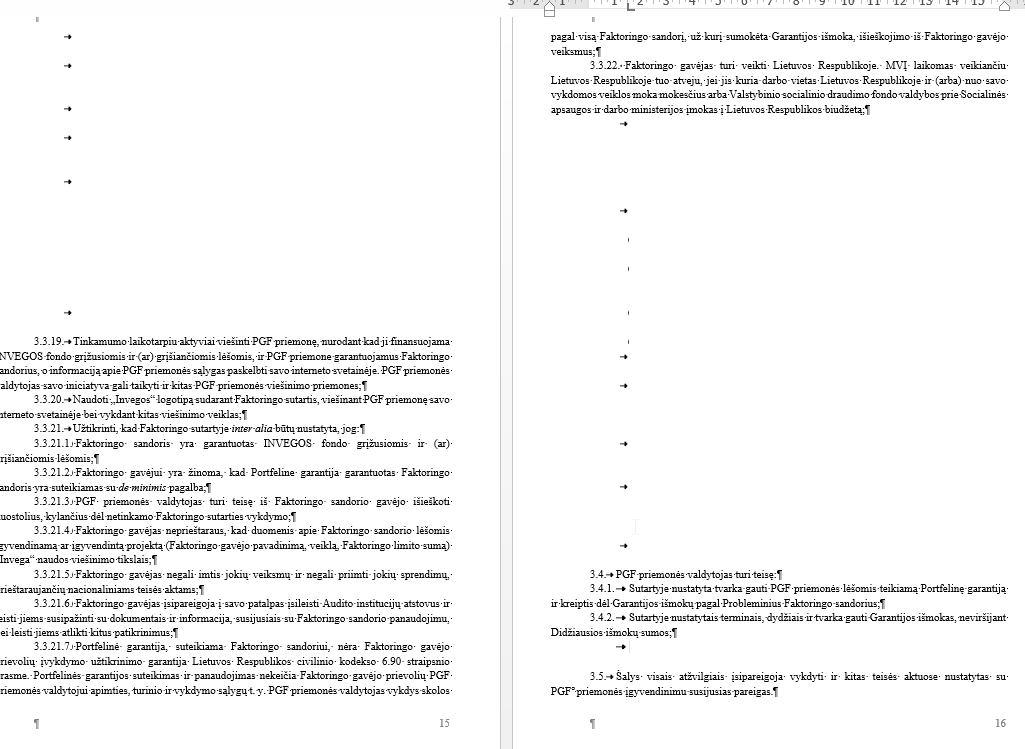 3.3.19. Tinkamumo laikotarpiu aktyviai viešinti PGF priemonę, nurodant kad ji finansuojama
INVEGOS fondo grįžusiomis ir (ar) grįšiančiomis lėšomis, ir PGF priemone garantuojamus Faktoringo
sandorius, o informaciją apie PGF priemonės sąlygas paskelbti savo interneto svetainėje. PGF priemonės
valdytojas savo iniciatyva gali taikyti ir kitas PGF priemonės viešinimo priemones;¶
3.3.20. Naudoti „Invegos“ logotipą sudarant Faktoringo sutartis, viešinant PGF priemonę savo
interneto svetainėje bei vykdant kitas viešinimo veiklas;¶
3.3.21. Užtikrinti, kad Faktoringo sutartyje inter alia būtų nustatyta, jog:¶
3.3.21.1. Faktoringo sandoris yra garantuotas INVEGOS fondo grįžusiomis ir (ar)
grįšiančiomis lėšomis;¶
3.3.21.2. Faktoringo gavėjui yra žinoma, kad Portfeline garantija garantuotas Faktoringo
sandoris yra suteikiamas su de minimis pagalba;¶
3.3.21.3. PGF priemonės valdytojas turi teisę iš Faktoringo sandorio gavėjo išieškoti
nuostolius, kylančius dėl netinkamo Faktoringo sutarties vykdymo;¶
3.3.21.4. Faktoringo gavėjas neprieštaraus, kad duomenis apie Faktoringo sandorio lėšomis
įgyvendinamą ar įgyvendintą projektą (Faktoringo gavėjo pavadinimą, veiklą, Faktoringo limito sumą)
„Invega“ naudos viešinimo tikslais;¶
3.3.21.5. Faktoringo gavėjas negali imtis jokių veiksmų ir negali priimti jokių sprendimų,
prieštaraujančių nacionaliniams teisės aktams;¶
3.3.21.6. Faktoringo gavėjas įsipareigoja į savo patalpas įsileisti Audito institucijų atstovus ir
leisti jiems susipažinti su dokumentais ir informacija, susijusiais su Faktoringo sandorio panaudojimu,
bei leisti jiems atlikti kitus patikrinimus;¶
3.3.21.7. Portfelinė garantija, suteikiama Faktoringo sandoriui, nėra Faktoringo gavėjo
prievolių įvykdymo užtikrinimo garantija Lietuvos Respublikos civilinio kodekso 6.90 straipsnio
prasme. Portfelinės garantijos suteikimas ir panaudojimas nekeičia Faktoringo gavėjo prievolių PGF
priemonės valdytojui apimties, turinio ir vykdymo sąlygų t. y. PGF priemonės valdytojas vykdys skolos
¶ 15
pagal visą Faktoringo sandorį, už kurį sumokėta Garantijos išmoka, išieškojimo iš Faktoringo gavėjo
veiksmus;¶
3.3.22. Faktoringo gavėjas turi veikti Lietuvos Respublikoje. MVĮ laikomas veikiančiu
Lietuvos Respublikoje tuo atveju, jei jis kuria darbo vietas Lietuvos Respublikoje ir (arba) nuo savo
vykdomos veiklos moka mokesčius arba Valstybinio socialinio draudimo fondo valdybos prie Socialinės
apsaugos ir darbo ministerijos įmokas į Lietuvos Respublikos biudžetą;¶
3.4. PGF priemonės valdytojas turi teisę:¶
3.4.1. Sutartyje nustatyta tvarka gauti PGF priemonės lėšomis teikiamą Portfelinę garantiją
ir kreiptis dėl Garantijos išmokų pagal Probleminius Faktoringo sandorius;¶
3.4.2. Sutartyje nustatytais terminais, dydžiais ir tvarka gauti Garantijos išmokas, neviršijant
Didžiausios išmokų sumos;¶
3.5. Šalys visais atžvilgiais įsipareigoja vykdyti ir kitas teisės aktuose nustatytas su
PGF priemonės įgyvendinimu susijusias pareigas.¶
¶ 16